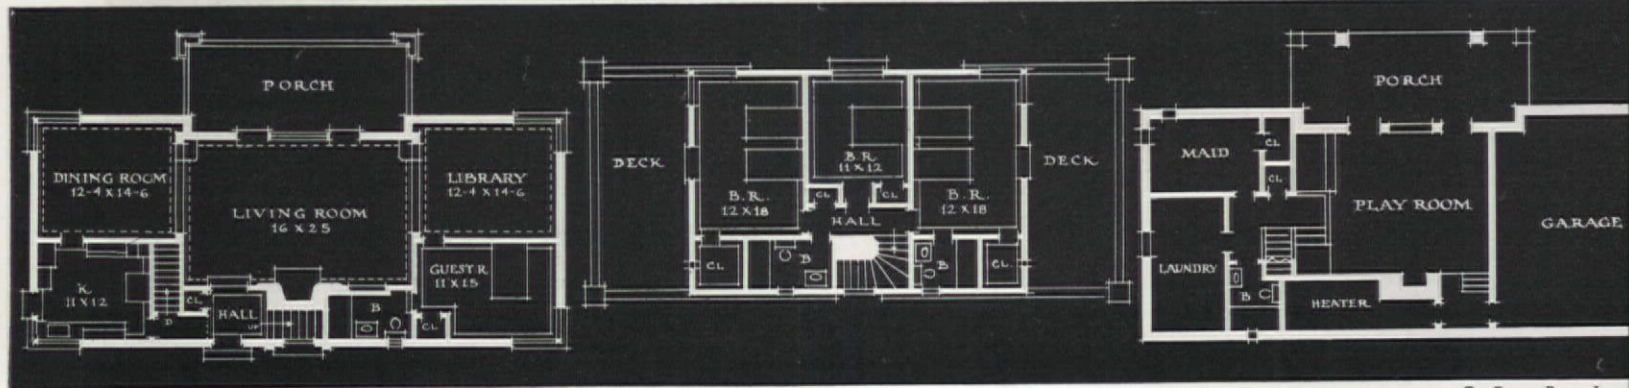 PORCH
DINING ROOM
12-4 X 14-6
LIVING ROOM
16 X 25
LIBRARY
12-4 X 14-6
K.
11 X 12
D
CL
HALL
UP
B
CL
GUEST R.
11 X 15
DECK
B. R.
12 X 18
B. R.
11 X 12
CL
CL
B. R.
12 X 18
HALL
CL.
B
B
CL.
DECK
PORCH
MAID
CL
CL
PLAY ROOM
GARAGE
LAUNDRY
B
HEATER